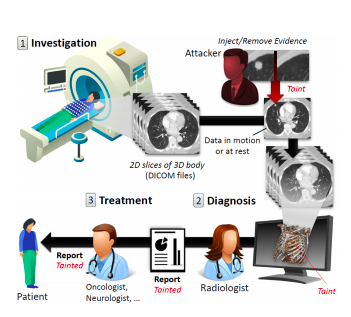 1 Investigation
Inject/Remove Evidence
Attacker
Taint
Data in motion
or at rest
2D slices of 3D body
(DICOM files)
3 Treatment
2 Diagnosis
Report
Tainted
Report
Tainted
Patient
Oncologist,
Neurologist, ...
Radiologist
Taint